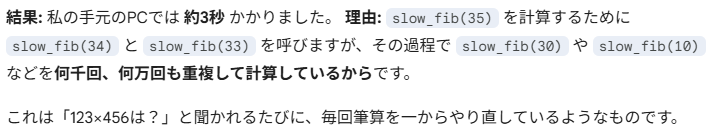 結果: 私の手元のPCでは 約3秒 かかりました。 理由: slow_fib(35) を計算するために
slow_fib(34) と slow_fib(33) を呼びますが、その過程で slow_fib(30) や slow_fib(10)
などを何千回、何万回も重複して計算しているからです。
これは「123×456は？」と聞かれるたびに、毎回筆算を一からやり直しているようなものです。